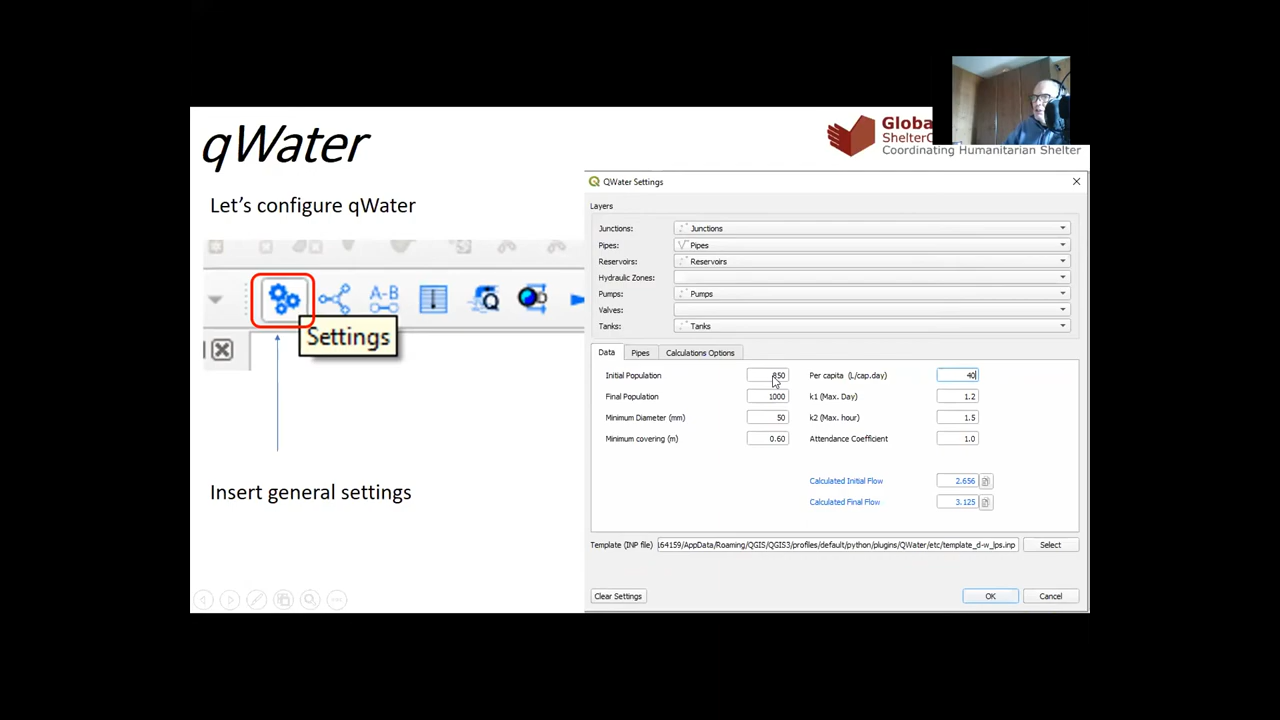 qWater
Globa
ShelterC
Coordinating Humanitarian Shelter
Let's configure qWater
A-B
Settings
Insert general settings
QWater Settings
Layers
Junctions: Junctions
Pipes: Pipes
Reservoirs: Reservoirs
Hydraulic Zones:
Pumps: Pumps
Valves:
Tanks: Tanks
Data Pipes Calculations Options
Initial Population 850 Per capita (L/cap.day) 40
Final Population 1000 k1 (Max. Day) 1.2
Minimum Diameter (mm) 50 k2 (Max. hour) 1.5
Minimum covering (m) 0.60 Attendance Coefficient 1.0
Calculated Initial Flow 2.656
Calculated Final Flow 3.125
Template (INP file) 164159/AppData/Roaming/QGIS/QGIS3/profiles/default/python/plugins/QWater/etc/template_d-w_lps.inp Select
Clear Settings OK Cancel